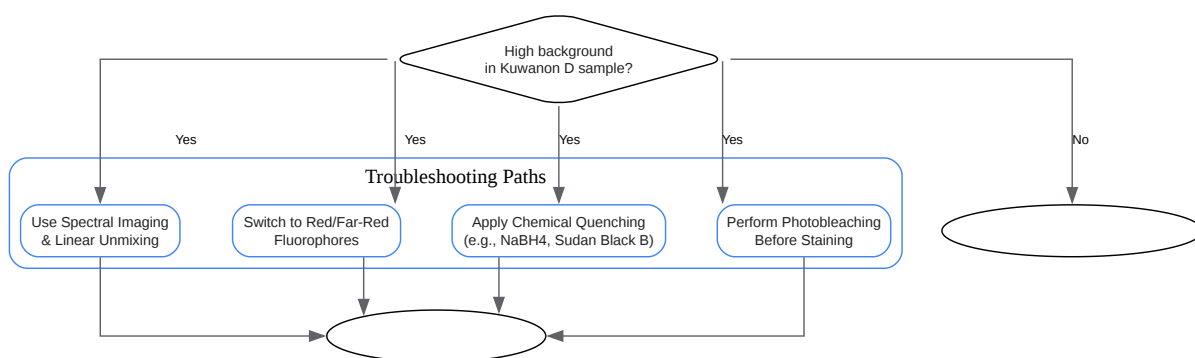 High background
in Kuwanon D sample?
Yes
Yes
Yes
Yes
No
Troubleshooting Paths
Use Spectral Imaging
& Linear Unmixing
Switch to Red/Far-Red
Fluorophores
Apply Chemical Quenching
(e.g., NaBH4, Sudan Black B)
Perform Photobleaching
Before Staining